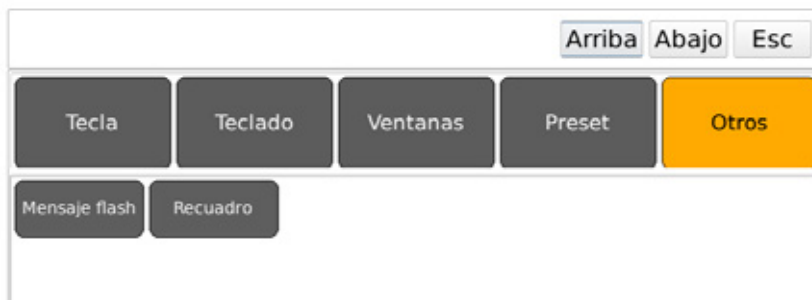 Arriba Abajo Esc
Tecla Teclado Ventanas Preset Otros
Mensaje flash Recuadro